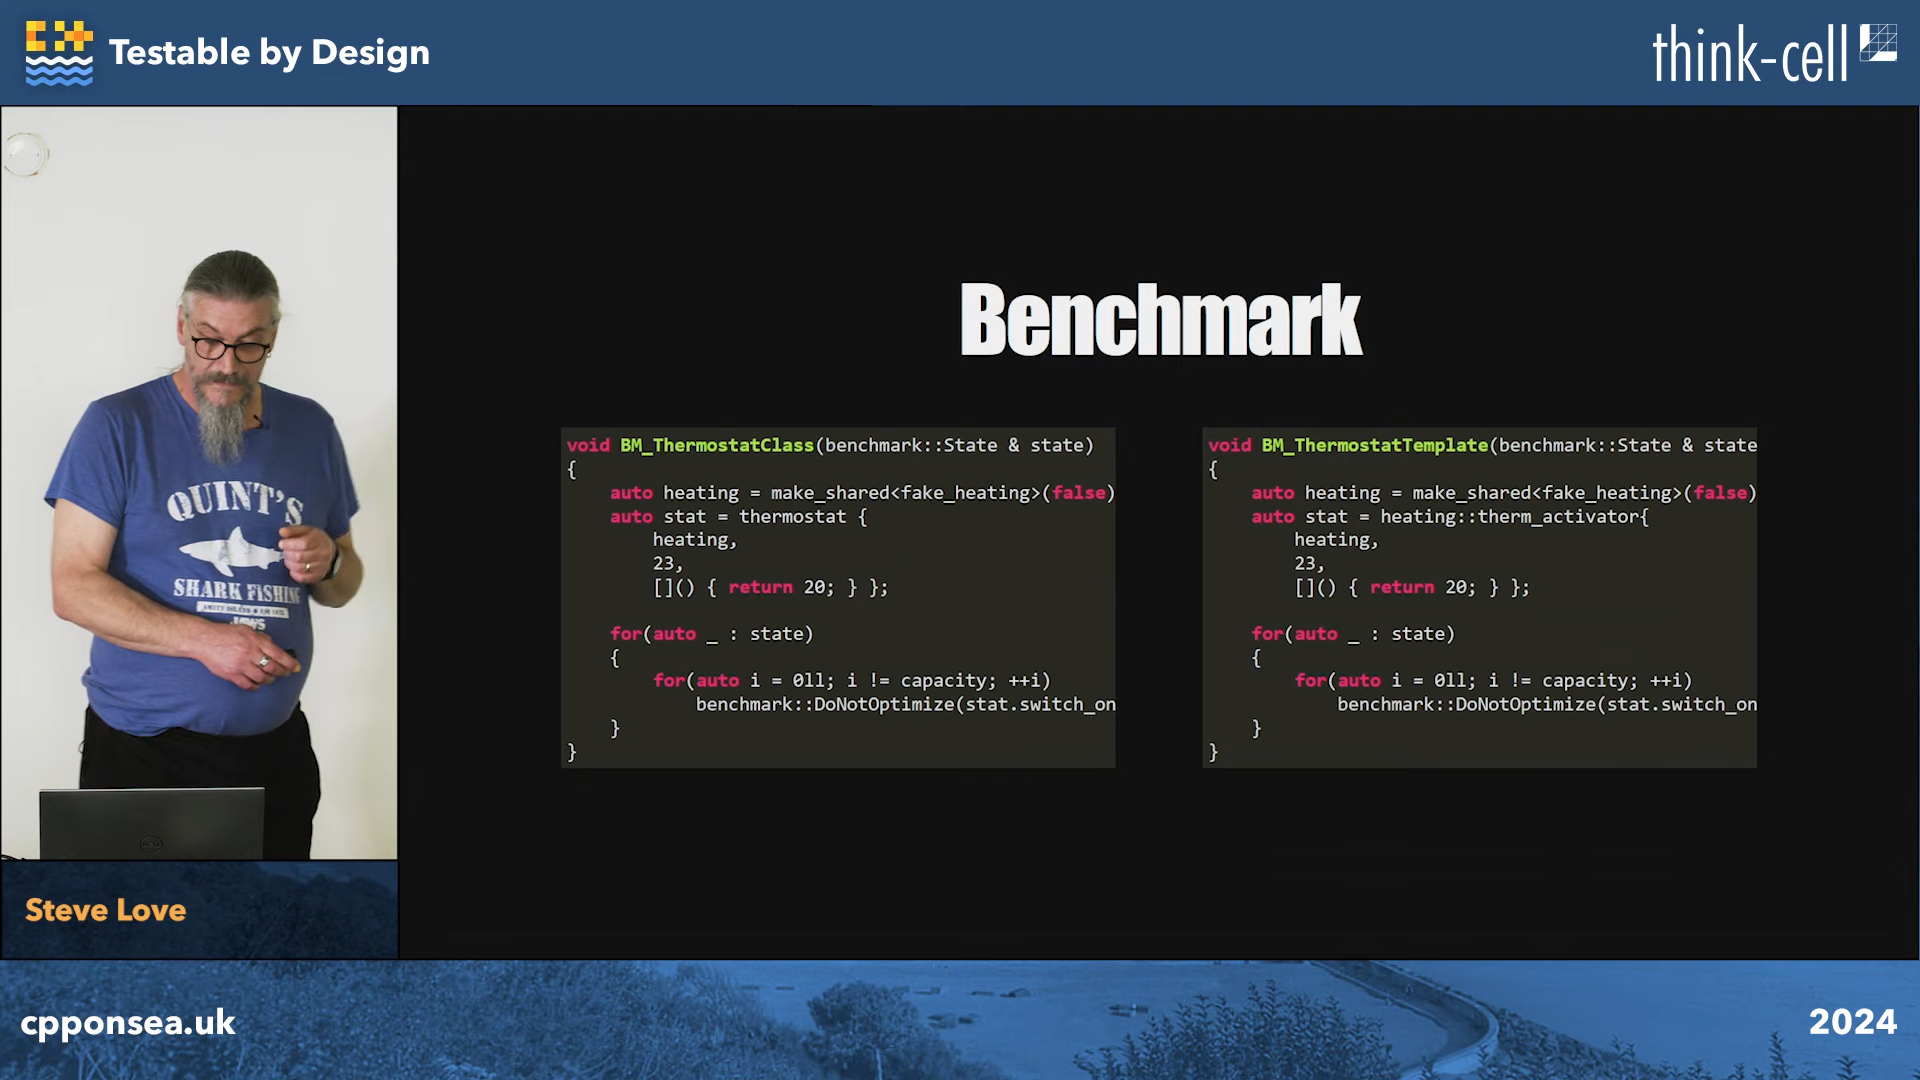 Testable by Design
think-cell
Benchmark
void BM_ThermostatClass(benchmark::State & state)
{
    auto heating = make_shared<fake_heating>(false)
    auto stat = thermostat {
        heating,
        23,
        []() { return 20; } };

    for(auto _ : state)
    {
        for(auto i = 0ll; i != capacity; ++i)
            benchmark::DoNotOptimize(stat.switch_on
    }
}
void BM_ThermostatTemplate(benchmark::State & state
{
    auto heating = make_shared<fake_heating>(false)
    auto stat = heating::therm_activator{
        heating,
        23,
        []() { return 20; } };

    for(auto _ : state)
    {
        for(auto i = 0ll; i != capacity; ++i)
            benchmark::DoNotOptimize(stat.switch_on
    }
}
QUINT'S
SHARK FISHING
AMITY ISLAND
JAWS
Steve Love
cpponsea.uk
2024